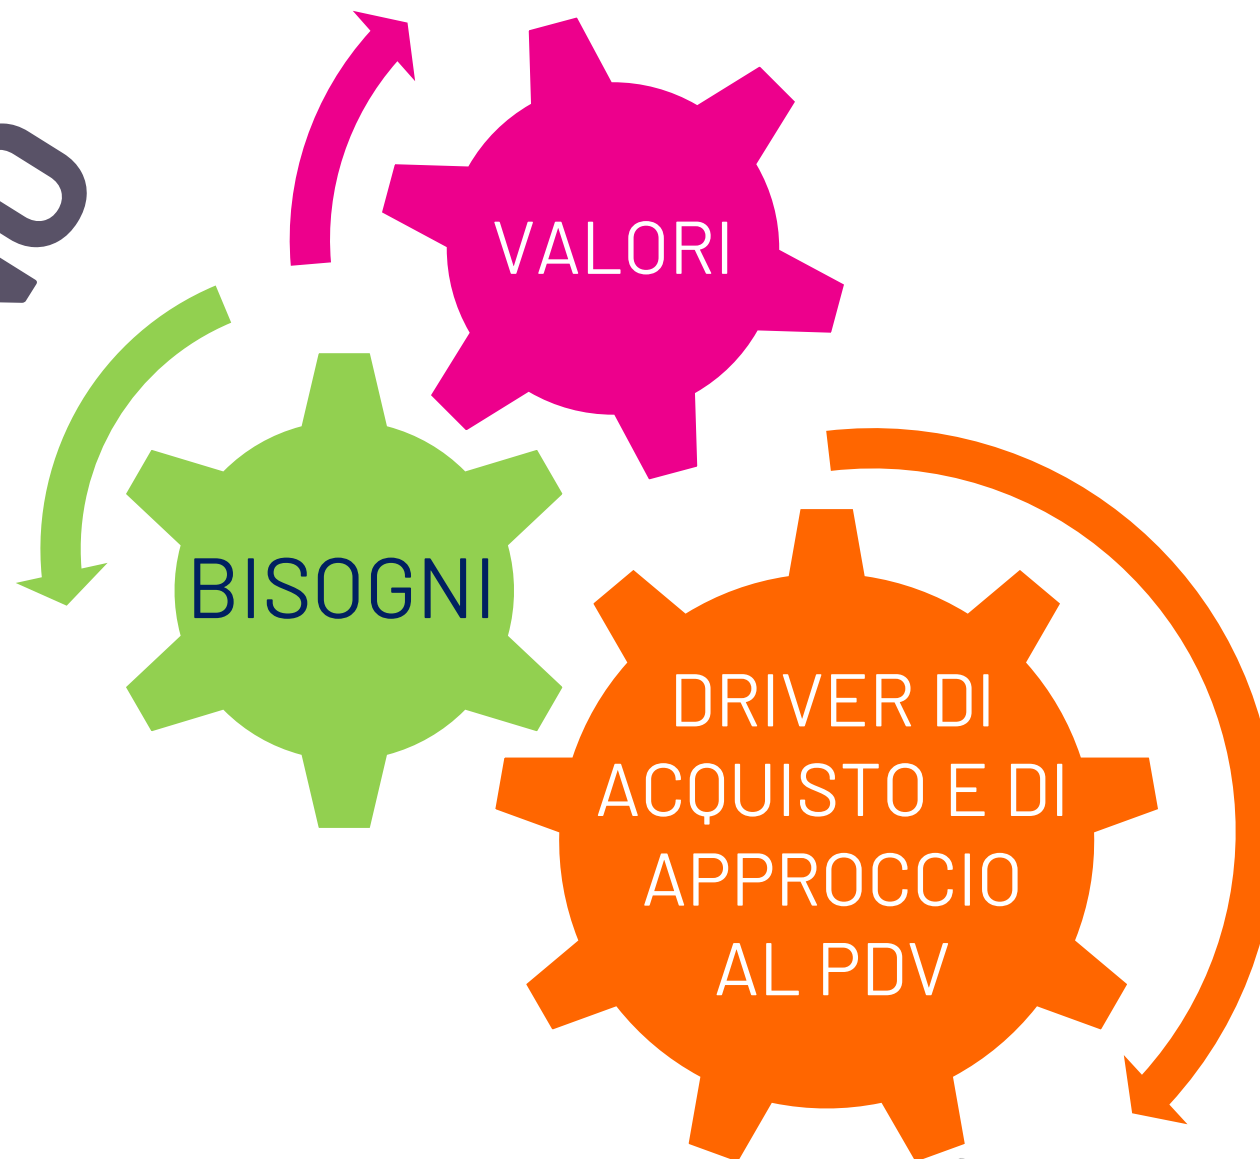 VALORI
BISOGNI
DRIVER DI
ACQUISTO E DI
APPROCCIO
AL PDV